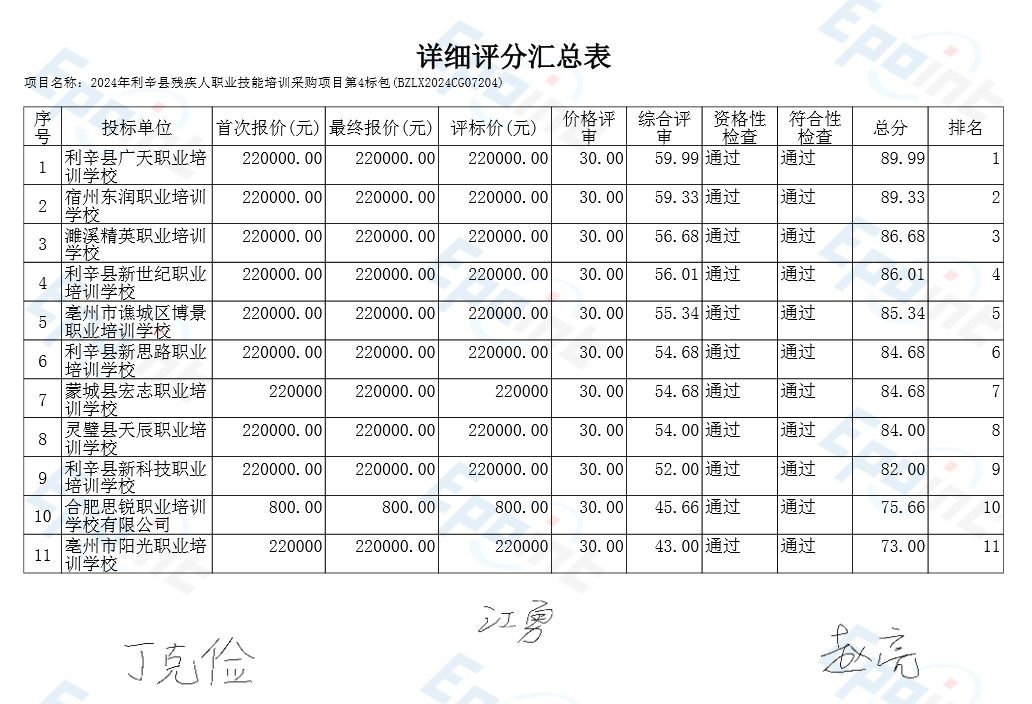 详细评分汇总表
项目名称：2024年利辛县残疾人职业技能培训采购项目第4标包(BZLX2024CG07204)
序号 投标单位 首次报价(元) 最终报价(元) 评标价(元) 价格评审 综合评审 资格性检查 符合性检查 总分 排名
1 利辛县广天职业培训学校 220000.00 220000.00 220000.00 30.00 59.99 通过 通过 89.99 1
2 宿州东润职业培训学校 220000.00 220000.00 220000.00 30.00 59.33 通过 通过 89.33 2
3 濉溪精英职业培训学校 220000.00 220000.00 220000.00 30.00 56.68 通过 通过 86.68 3
4 利辛县新世纪职业培训学校 220000.00 220000.00 220000.00 30.00 56.01 通过 通过 86.01 4
5 亳州市谯城区博景职业培训学校 220000.00 220000.00 220000.00 30.00 55.34 通过 通过 85.34 5
6 利辛县新思路职业培训学校 220000.00 220000.00 220000.00 30.00 54.68 通过 通过 84.68 6
7 蒙城县宏志职业培训学校 220000 220000.00 220000 30.00 54.68 通过 通过 84.68 7
8 灵璧县天辰职业培训学校 220000.00 220000.00 220000.00 30.00 54.00 通过 通过 84.00 8
9 利辛县新科技职业培训学校 220000.00 220000.00 220000.00 30.00 52.00 通过 通过 82.00 9
10 合肥思锐职业培训学校有限公司 800.00 800.00 800.00 30.00 45.66 通过 通过 75.66 10
11 亳州市阳光职业培训学校 220000 220000.00 220000 30.00 43.00 通过 通过 73.00 11
江勇
丁克俭
赵亮
Epoint